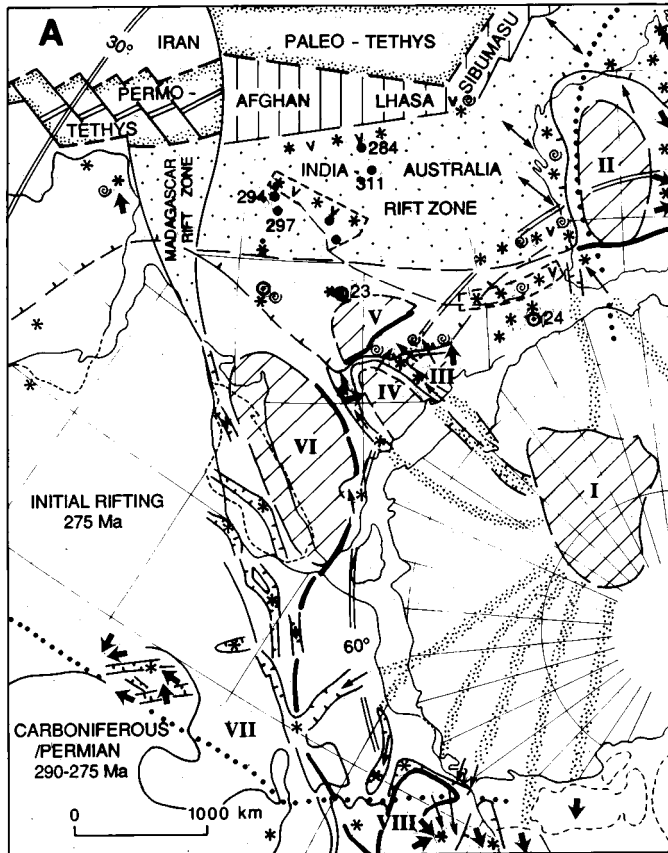 A
30°
IRAN
PALEO - TETHYS
SIBUMASU
PERMO -
TETHYS
AFGHAN
LHASA
v
MADAGASCAR
RIFT ZONE
v
v
284
INDIA - AUSTRALIA
II
294
v
311
RIFT ZONE
297
v
v
v
v
23
24
V
III
IV
VI
I
INITIAL RIFTING
275 Ma
60°
VII
CARBONIFEROUS
/PERMIAN
290-275 Ma
0 1000 km
VIII